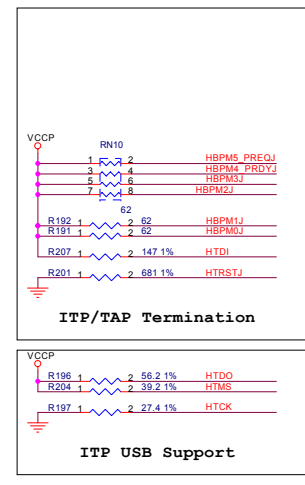 VCCP
RN10
1 2 HBPM5_PREQJ
3 4 HBPM4_PRDYJ
5 6 HBPM3J
7 8 HBPM2J
62
R192 1 2 62 HBPM1J
R191 1 2 62 HBPM0J
R207 1 2 147 1% HTDI
R201 1 2 681 1% HTRSTJ
ITP/TAP Termination
VCCP
R196 1 2 56.2 1% HTDO
R204 1 2 39.2 1% HTMS
R197 1 2 27.4 1% HTCK
ITP USB Support